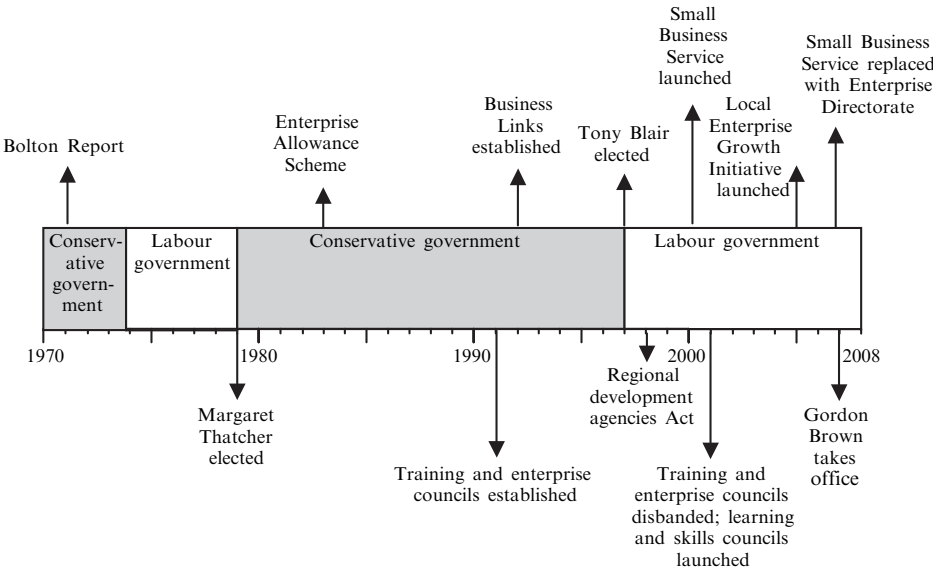 Small
Business
Service
launched
Small Business
Service replaced
with Enterprise
Directorate
Local
Enterprise
Growth
Initiative
launched
Business
Links
established
Tony Blair
elected
Enterprise
Allowance
Scheme
Bolton Report
Conserv-
ative
govern-
ment
Labour
government
Conservative government
Labour government
1970
1980
1990
2000
2008
Margaret
Thatcher
elected
Training and enterprise
councils established
Regional
development
agencies Act
Training and
enterprise councils
disbanded; learning
and skills councils
launched
Gordon
Brown
takes
office